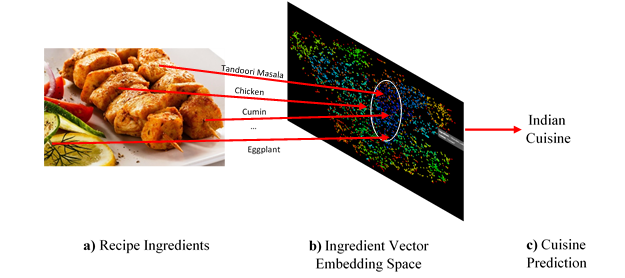 Tandoori Masala
Chicken
Cumin
...
Eggplant
Indian
Cuisine
a) Recipe Ingredients
b) Ingredient Vector
Embedding Space
c) Cuisine
Prediction